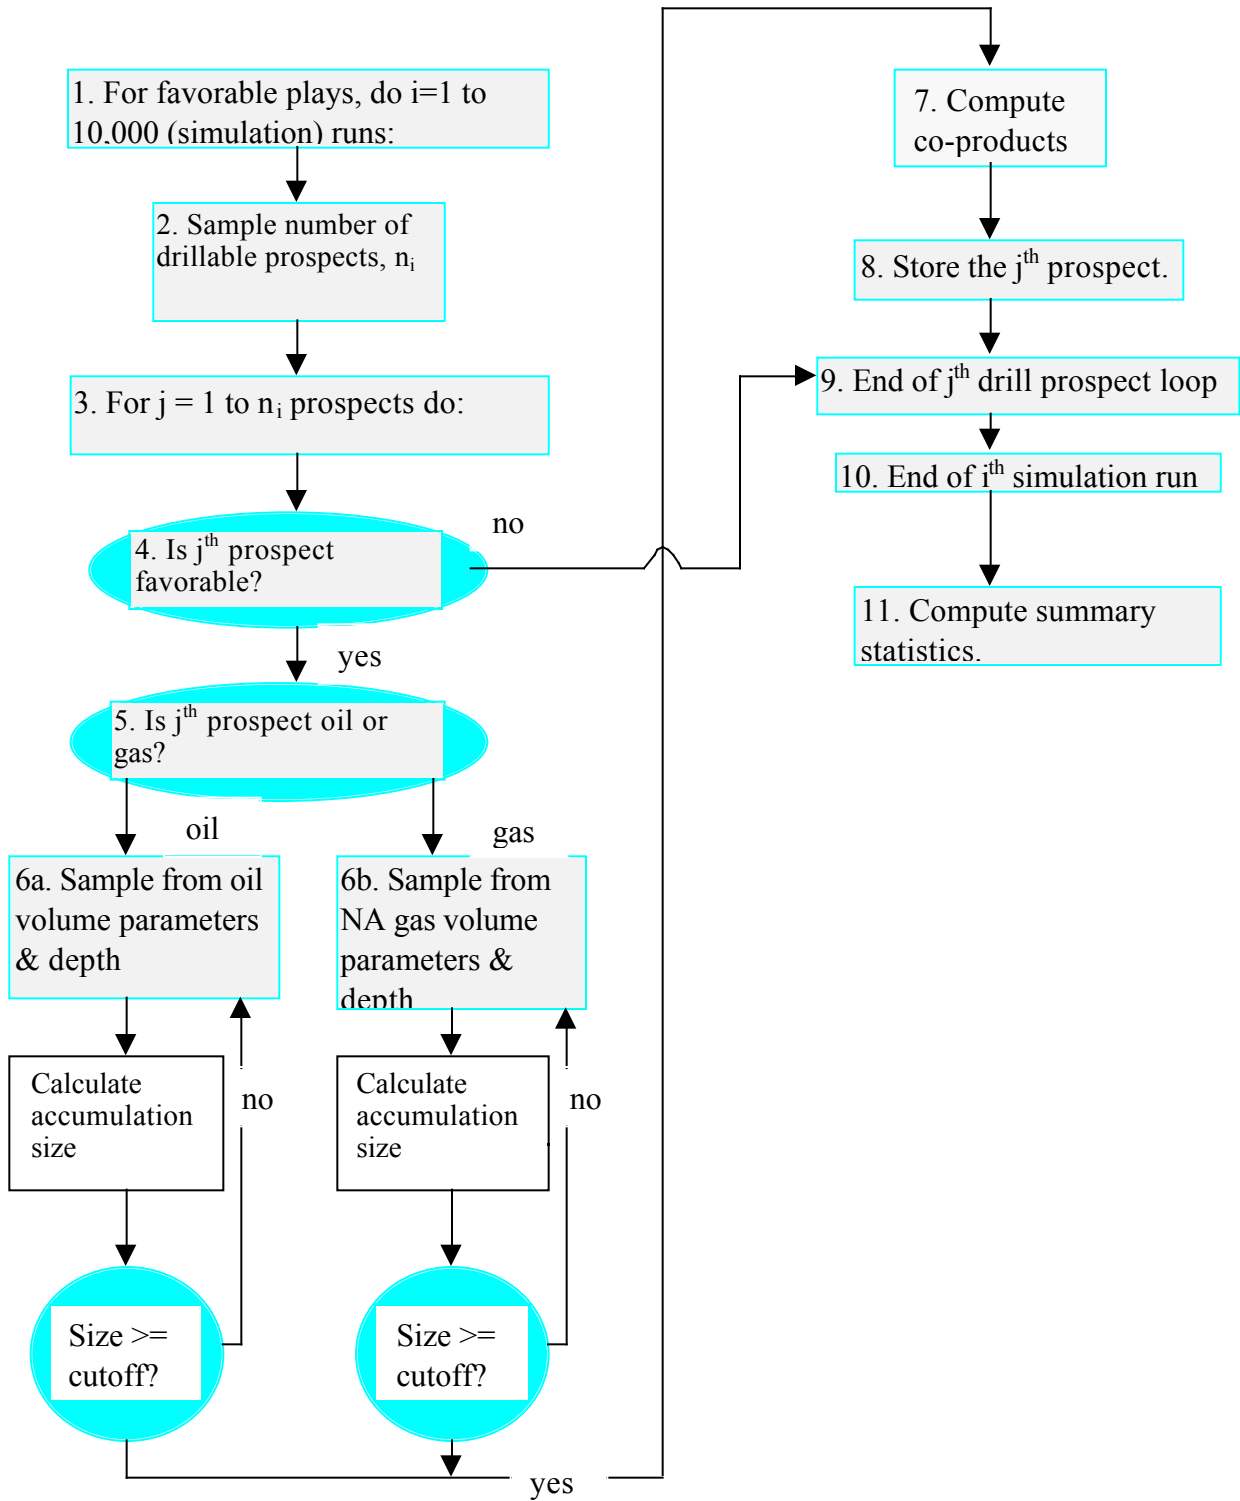 1. For favorable plays, do i=1 to
10,000 (simulation) runs:
2. Sample number of
drillable prospects, nᵢ
3. For j = 1 to nᵢ prospects do:
4. Is jᵗʰ prospect
favorable?
no
yes
5. Is jᵗʰ prospect oil or
gas?
oil
gas
6a. Sample from oil
volume parameters
& depth
6b. Sample from
NA gas volume
parameters &
depth
Calculate
accumulation
size
no
Calculate
accumulation
size
no
Size >=
cutoff?
Size >=
cutoff?
yes
7. Compute
co-products
8. Store the jᵗʰ prospect.
9. End of jᵗʰ drill prospect loop
10. End of iᵗʰ simulation run
11. Compute summary
statistics.